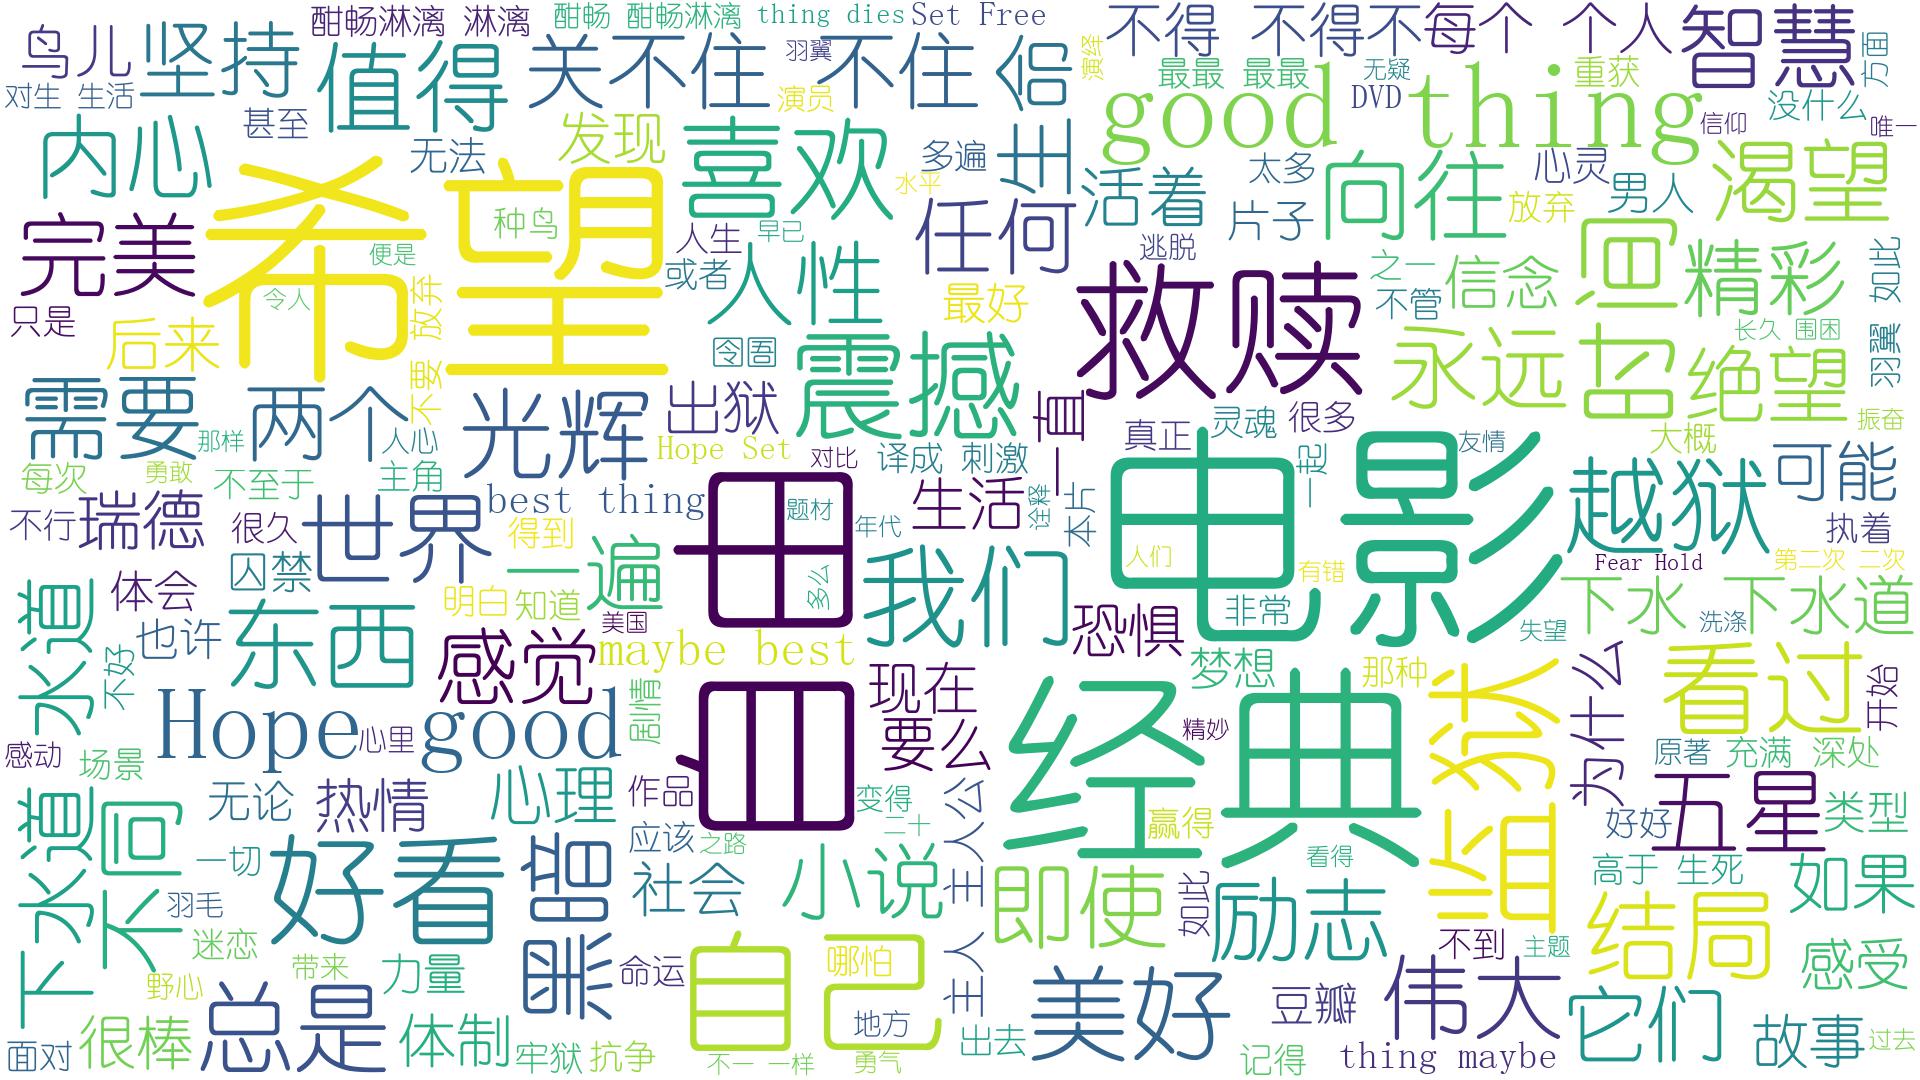 酣畅淋漓 淋漓
酣畅 酣畅淋漓
thing dies
Set Free
不得
不得不
每个
个人
智慧
鸟儿
坚持
值得
关不住
羽翼
不住
演绎
最最 最最
无疑
重获
方面
对生 生活
甚至
演员
good thing
DVD
没什么
信仰
唯一
内心
无法
发现
喜欢
多遍
水平
活着
太多
向往
心灵
放弃
男人
渴望
希望
完美
种鸟
便是
令人
人生
早已
任何
片子
逃脱
之一
不管
信念
精彩
如此
只是
后来
放弃
不要
或者
人性
最好
救赎
永远
绝望
长久 围困
羽翼
囹圄
震撼
需要
两个
光辉
出狱
一直
灵魂
很多
真正
振奋
那样
人心
Hope Set
对比
译成 刺激
一起
友情
大概
每次
勇敢
不至于
主角
电影
越狱
可能
不行
瑞德
很久
世界
best thing
题材
年代
生活
诠释
本片
执着
得到
中
人们
有错
Fear Hold
第二次 二次
囚禁
一遍
多么
我们
体会
明白
知道
美国
恐惧
非常
失望
下水
下水道
洗涤
水道
也许
东西
感觉
maybe best
梦想
那种
监狱
为什么
看过
开始
不好
Hope good
心里
剧情
现在
要么
经典
精妙
感动
场景
原著
充满
深处
下水道
不同
无论
热情
心理
作品
变得
二十
主人公
主人
赢得
五星
类型
好好
一切
好看
黑暗
应该
之路
社会
小说
即使
如此
励志
看得
高于
生死
如果
羽毛
迷恋
带来
力量
命运
自己
哪怕
不到
主题
结局
感受
野心
总是
体制
地方
美好
豆瓣
伟大
它们
故事
过去
面对
很棒
牢狱
抗争
不一 一样
勇气
出去
记得
thing maybe